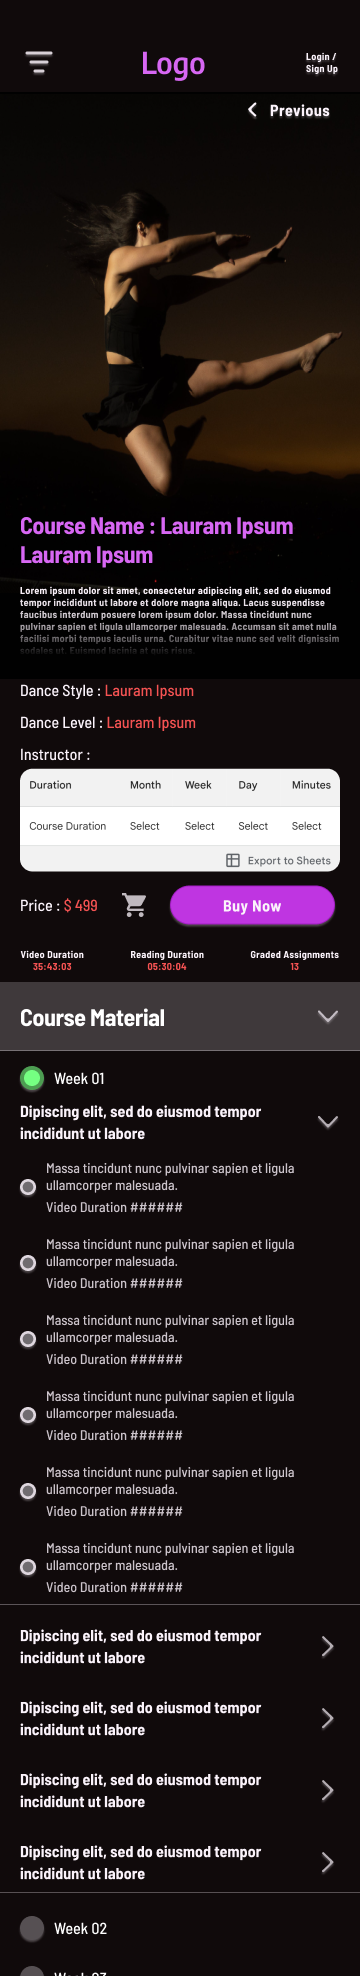 Logo
Login /
Sign Up
Previous
Course Name : Lauram Ipsum
Lauram Ipsum
Lorem ipsum dolor sit amet, consectetur adipiscing elit, sed do eiusmod
tempor incididunt ut labore et dolore magna aliqua. Lacus suspendisse
faucibus interdum posuere lorem ipsum dolor. Massa tincidunt nunc
pulvinar sapien et ligula ullamcorper malesuada. Accumsan sit amet nulla
facilisi morbi tempus iaculis urna. Curabitur vitae nunc sed velit dignissim
sodales ut. Euismod lacinia at quis risus.
Dance Style : Lauram Ipsum
Dance Level : Lauram Ipsum
Instructor :
Duration Month Week Day Minutes
Course Duration Select Select Select Select
Export to Sheets
Price : $ 499
Buy Now
Video Duration Reading Duration Graded Assignments
35:43:03 05:30:04 13
Course Material
Week 01
Dipiscing elit, sed do eiusmod tempor
incididunt ut labore
Massa tincidunt nunc pulvinar sapien et ligula
ullamcorper malesuada.
Video Duration ######
Massa tincidunt nunc pulvinar sapien et ligula
ullamcorper malesuada.
Video Duration ######
Massa tincidunt nunc pulvinar sapien et ligula
ullamcorper malesuada.
Video Duration ######
Massa tincidunt nunc pulvinar sapien et ligula
ullamcorper malesuada.
Video Duration ######
Massa tincidunt nunc pulvinar sapien et ligula
ullamcorper malesuada.
Video Duration ######
Massa tincidunt nunc pulvinar sapien et ligula
ullamcorper malesuada.
Video Duration ######
Dipiscing elit, sed do eiusmod tempor
incididunt ut labore
Dipiscing elit, sed do eiusmod tempor
incididunt ut labore
Dipiscing elit, sed do eiusmod tempor
incididunt ut labore
Dipiscing elit, sed do eiusmod tempor
incididunt ut labore
Week 02